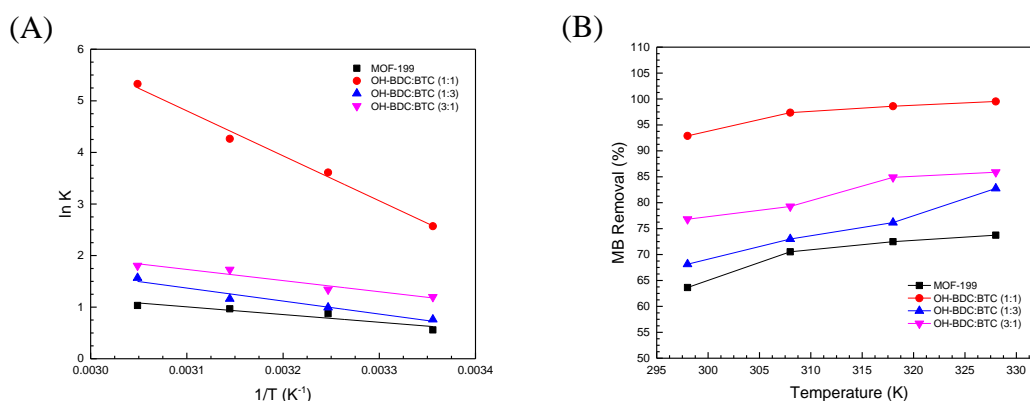 (A)
6
5
4
3
2
1
0
ln K
0.0030
0.0031
0.0032
0.0033
0.0034
1/T (K⁻¹)
MOF-199
OH-BDC:BTC (1:1)
OH-BDC:BTC (1:3)
OH-BDC:BTC (3:1)
(B)
110
105
100
95
90
85
80
75
70
65
60
55
50
MB Removal (%)
295
300
305
310
315
320
325
330
Temperature (K)
MOF-199
OH-BDC:BTC (1:1)
OH-BDC:BTC (1:3)
OH-BDC:BTC (3:1)